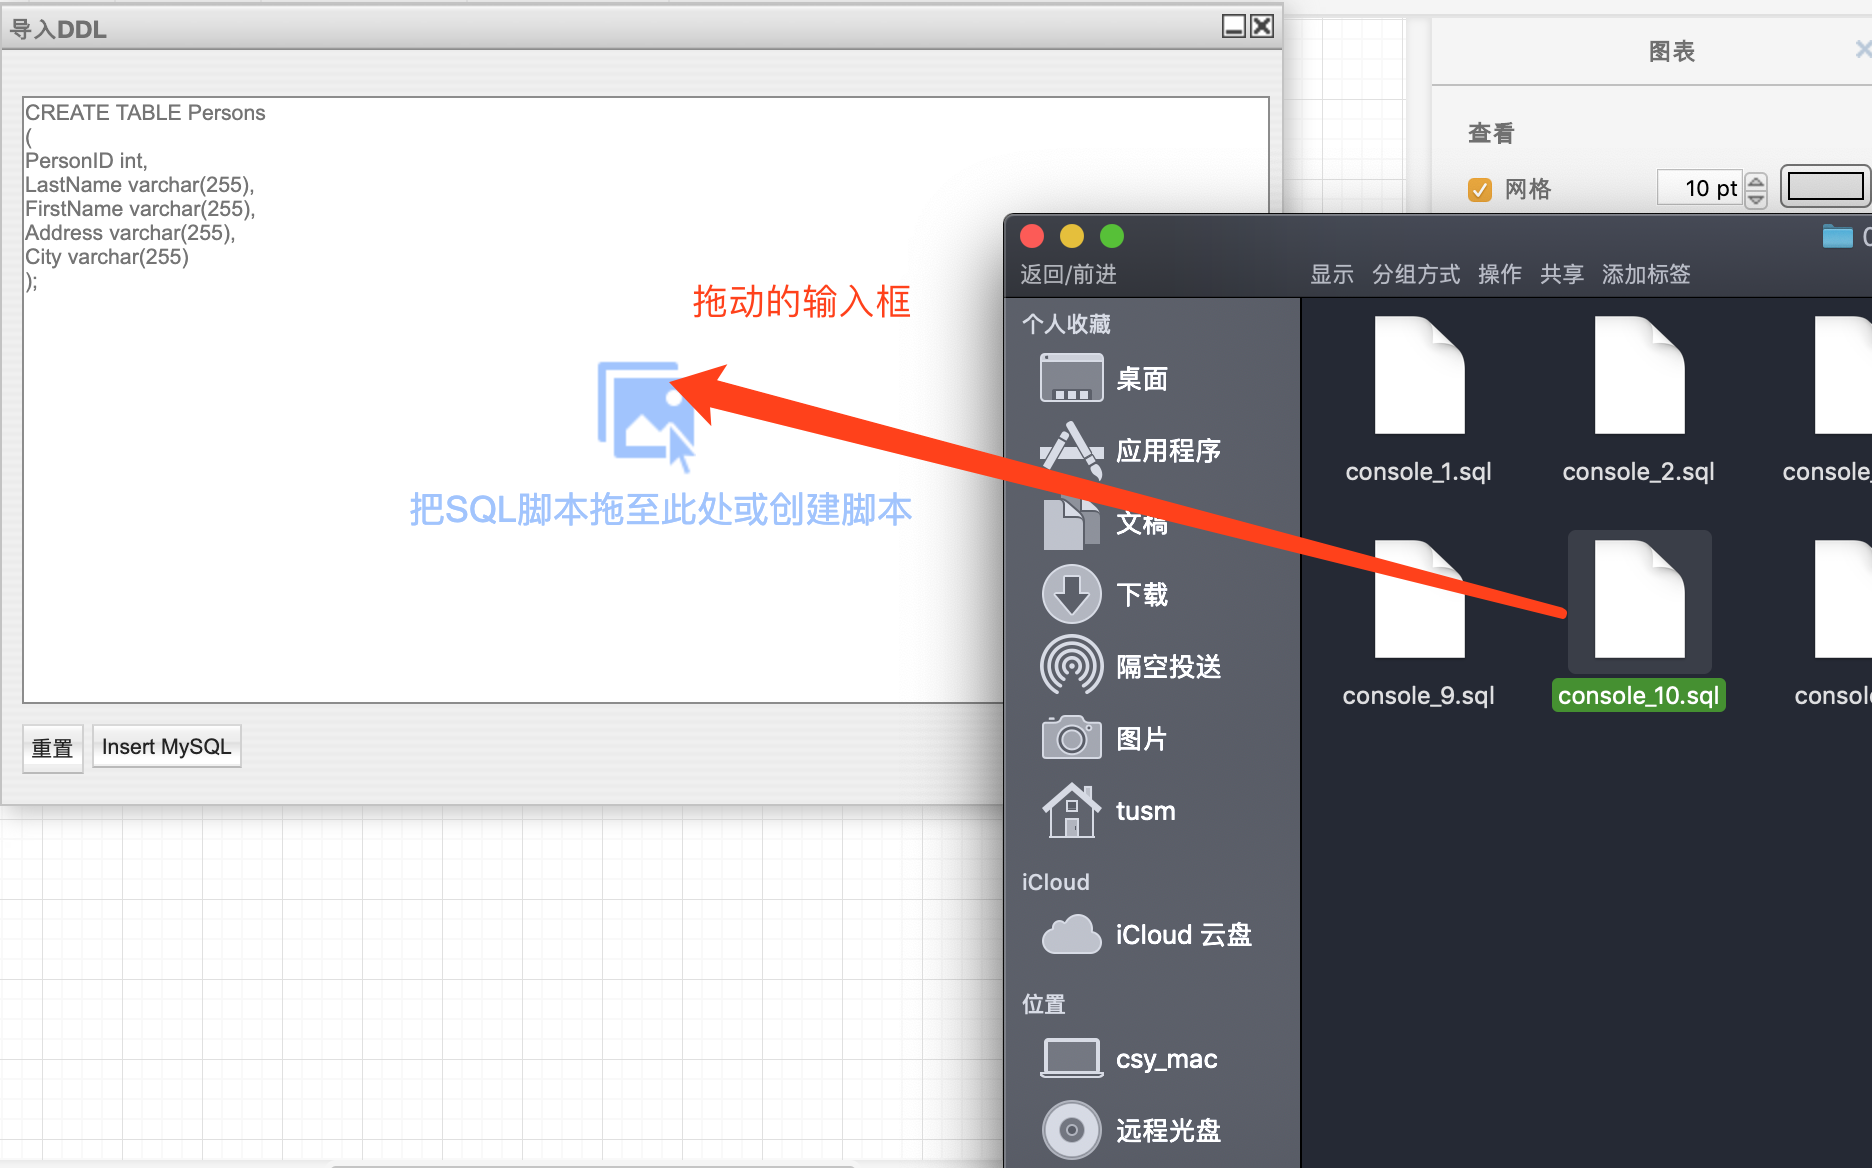 导入DDL
CREATE TABLE Persons
(
PersonID int,
LastName varchar(255),
FirstName varchar(255),
Address varchar(255),
City varchar(255)
);
拖动的输入框
把SQL脚本拖至此处或创建脚本
重置
Insert MySQL
图表
查看
网格
10 pt
返回/前进
显示
分组方式
操作
共享
添加标签
个人收藏
桌面
应用程序
文稿
下载
隔空投送
图片
tusm
iCloud
iCloud 云盘
位置
csy_mac
远程光盘
console_1.sql
console_2.sql
console_
console_9.sql
console_10.sql
consol